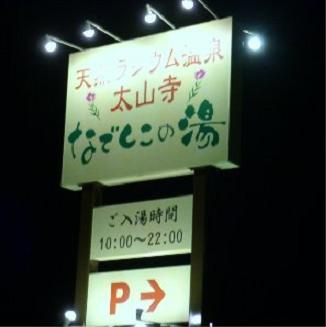 天然ラジウム温泉
太山寺
なでしこの湯
ご入湯時間
10:00〜22:00
P→